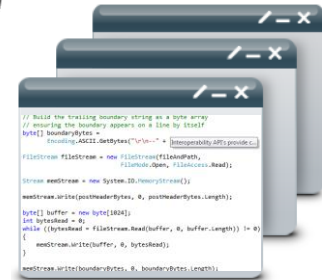 // Build the trailing boundary string as a byte array
// ensuring the boundary appears on a line by itself
byte[] boundaryBytes =
Encoding.ASCII.GetBytes("\r\n--" +
Interoperability APIs provide c...
FileStream fileStream = new FileStream(fileAndPath,
FileMode.Open, FileAccess.Read);
Stream memStream = new System.IO.MemoryStream();
memStream.Write(postHeaderBytes, 0, postHeaderBytes.Length);
byte[] buffer = new byte[1024];
int bytesRead = 0;
while ((bytesRead = fileStream.Read(buffer, 0, buffer.Length)) != 0)
{
memStream.Write(buffer, 0, bytesRead);
}
memStream.Write(boundaryBytes, 0, boundaryBytes.Length);